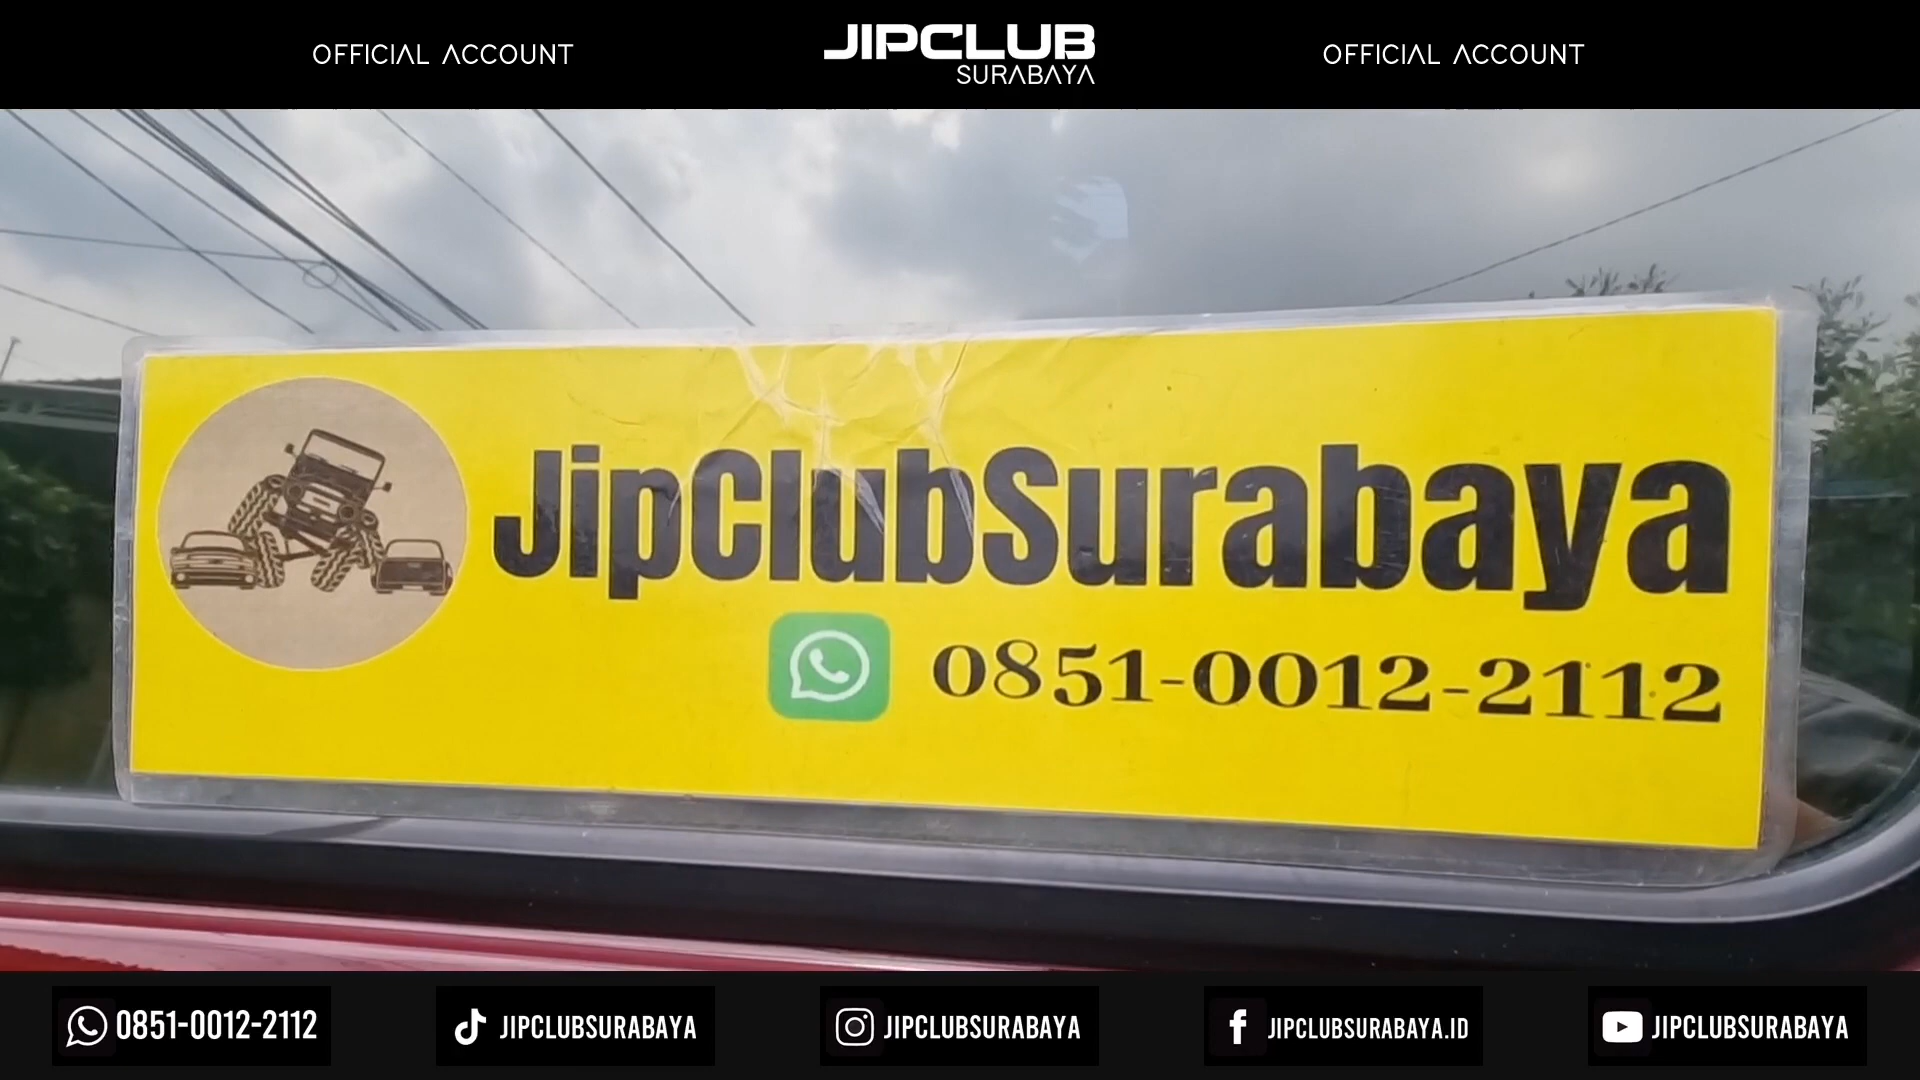 OFFICIAL ACCOUNT
JIPCLUB
SURABAYA
OFFICIAL ACCOUNT
JipClubSurabaya
0851-0012-2112
0851-0012-2112
JIPCLUBSURABAYA
JIPCLUBSURABAYA
JIPCLUBSURABAYA.ID
JIPCLUBSURABAYA